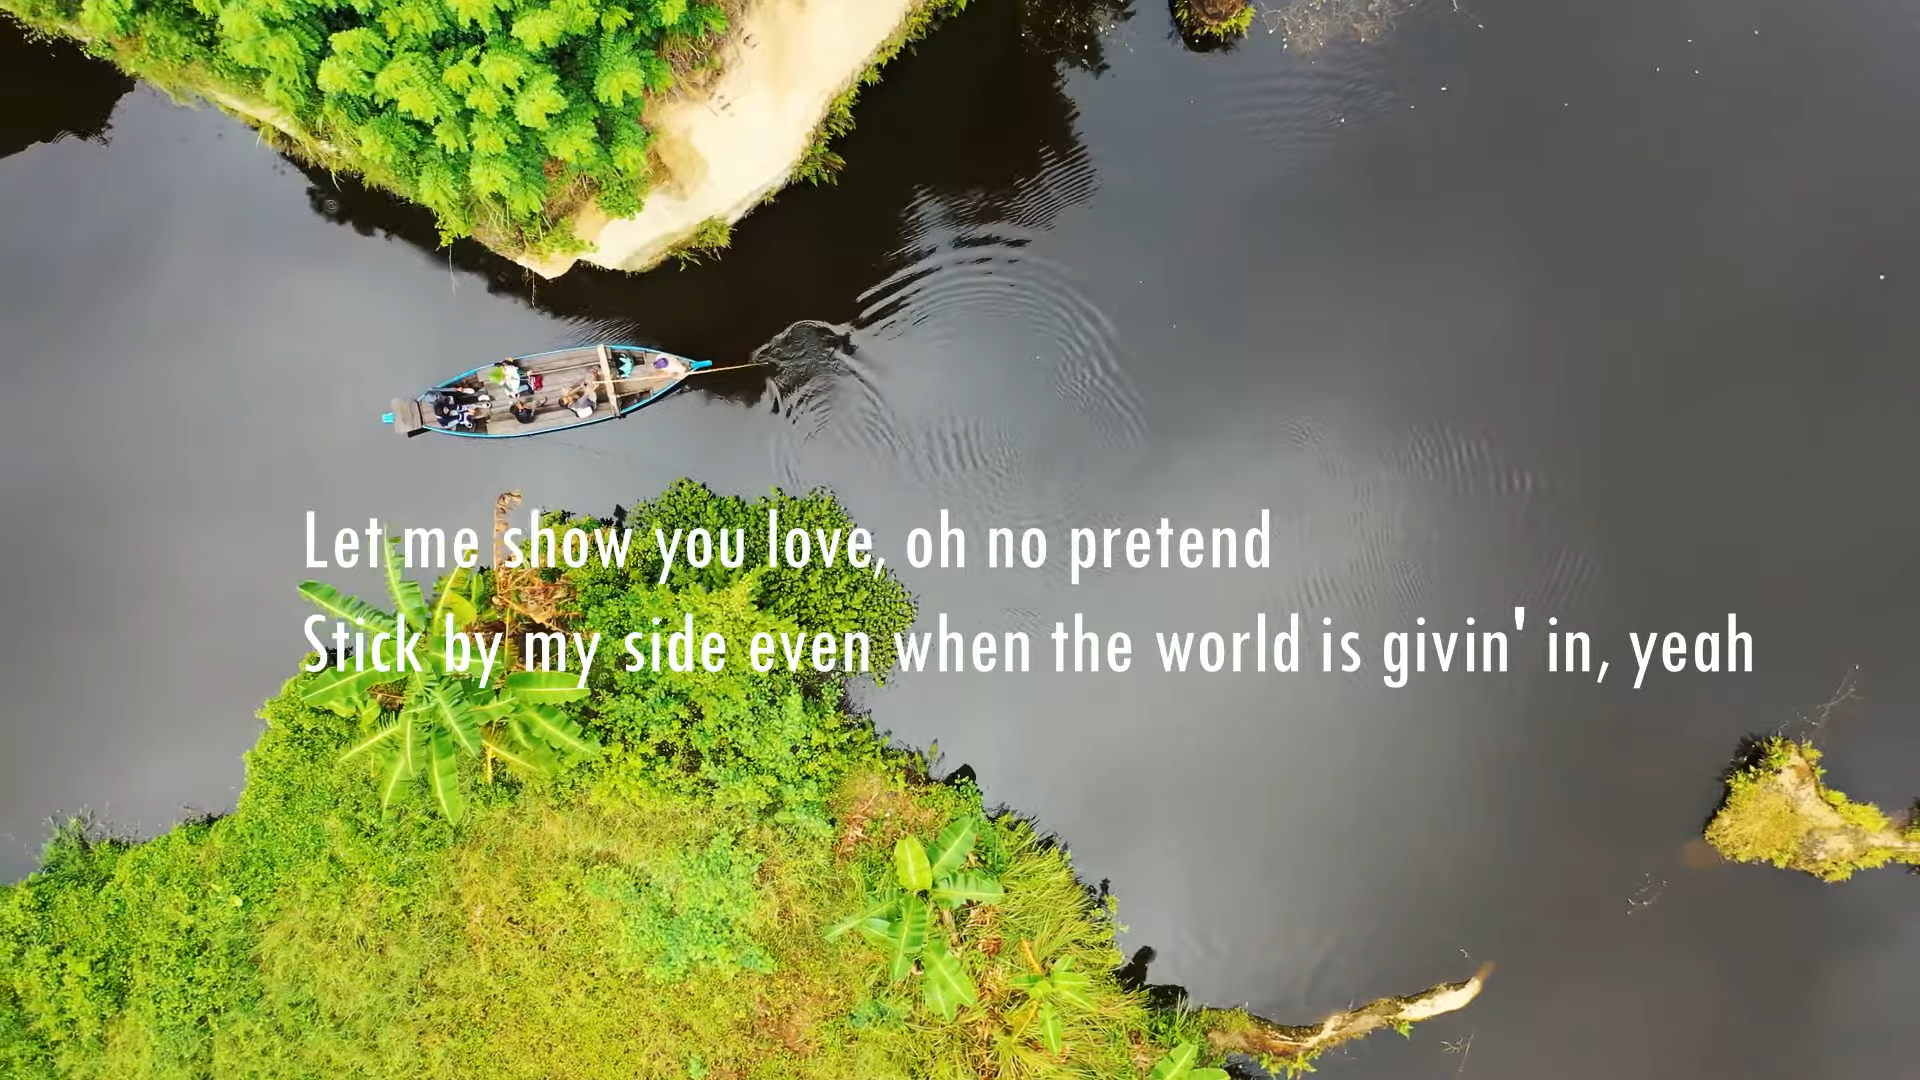 Let me show you love, oh no pretend
Stick by my side even when the world is givin' in, yeah